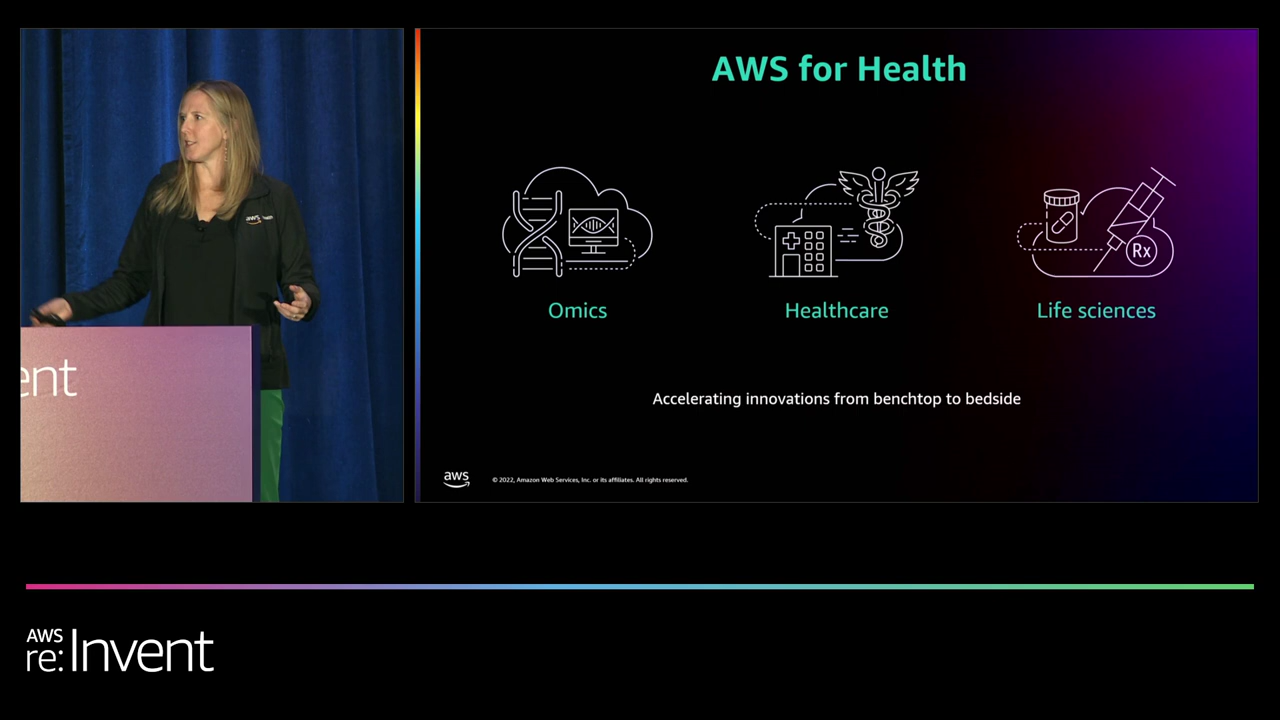 AWS for Health
Omics
Healthcare
Rx
Life sciences
Accelerating innovations from benchtop to bedside
aws
© 2022, Amazon Web Services, Inc. or its affiliates. All rights reserved.
aws
ent
AWS
re:Invent